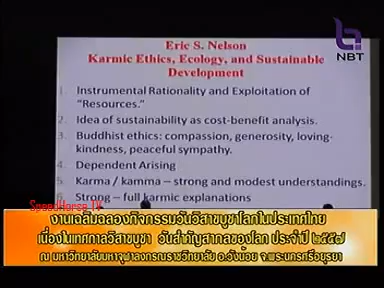 Eric S. Nelson
Karmic Ethics, Ecology, and Sustainable
Development
NBT
1. Instrumental Rationality and Exploitation of
"Resources."
2. Idea of sustainability as cost-benefit analysis.
3. Buddhist ethics: compassion, generosity, loving-
kindness, peaceful sympathy.
4. Dependent Arising
5. Karma / kamma – strong and modest understandings.
Strong – full karmic explanations
SpeedHorse.TK
งานเฉลิมฉลองกิจกรรมวันวิสาขบูชาโลกในประเทศไทย
เนื่องในเทศกาลวิสาขบูชา วันสำคัญสากลของโลก ประจำปี ๒๕๕๗
ณ มหาวิทยาลัยมหาจุฬาลงกรณราชวิทยาลัย อ.วังน้อย จ.พระนครศรีอยุธยา